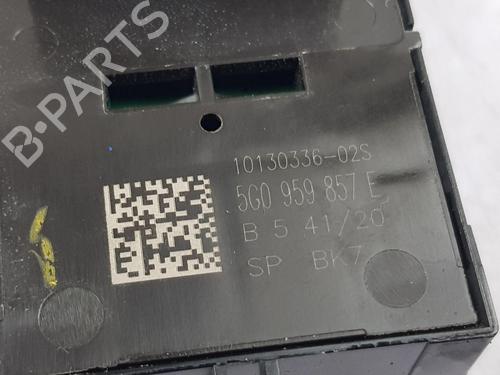 B-PARTS
10130336-02S
5G0 959 857 E
B 5 41/20
SP BK7